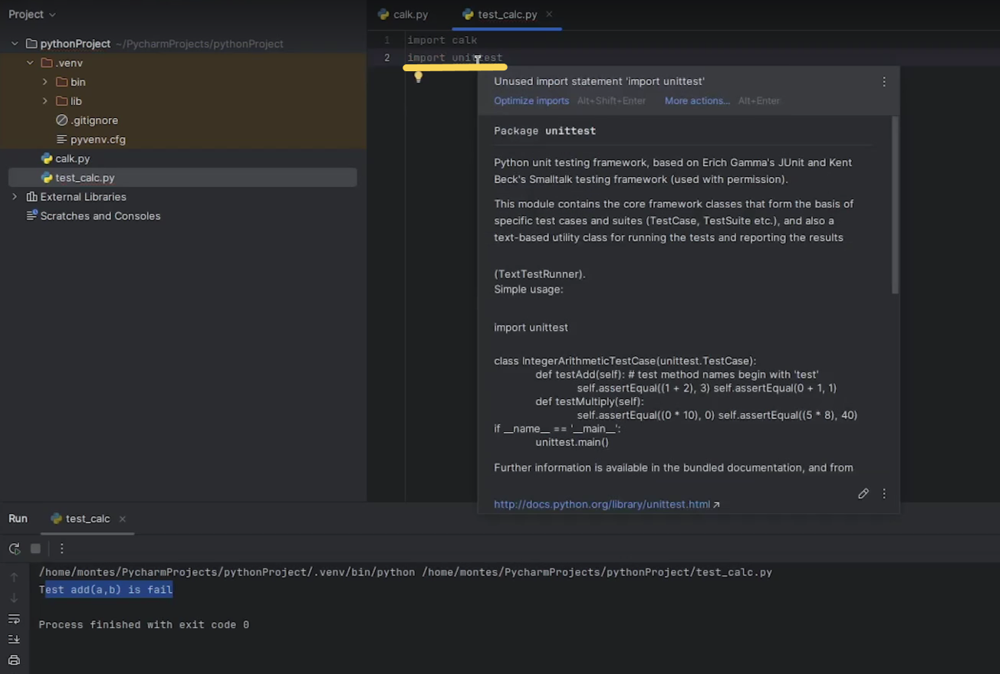 Project
calk.py
test_calc.py
pythonProject ~/PycharmProjects/pythonProject
.venv
bin
lib
.gitignore
pyvenv.cfg
calk.py
test_calc.py
External Libraries
Scratches and Consoles
1 import calk
2 import unittest
Unused import statement 'import unittest'
Optimize imports Alt+Shift+Enter More actions... Alt+Enter
Package unittest
Python unit testing framework, based on Erich Gamma's JUnit and Kent
Beck's Smalltalk testing framework (used with permission).
This module contains the core framework classes that form the basis of
specific test cases and suites (TestCase, TestSuite etc.), and also a
text-based utility class for running the tests and reporting the results
(TextTestRunner).
Simple usage:
import unittest
class IntegerArithmeticTestCase(unittest.TestCase):
def testAdd(self): # test method names begin with 'test'
self.assertEqual((1 + 2), 3) self.assertEqual(0 + 1, 1)
def testMultiply(self):
self.assertEqual((0 * 10), 0) self.assertEqual((5 * 8), 40)
if __name__ == '__main__':
unittest.main()
Further information is available in the bundled documentation, and from
http://docs.python.org/library/unittest.html
Run
test_calc
/home/montes/PycharmProjects/pythonProject/.venv/bin/python /home/montes/PycharmProjects/pythonProject/test_calc.py
Test add(a,b) is fail
Process finished with exit code 0